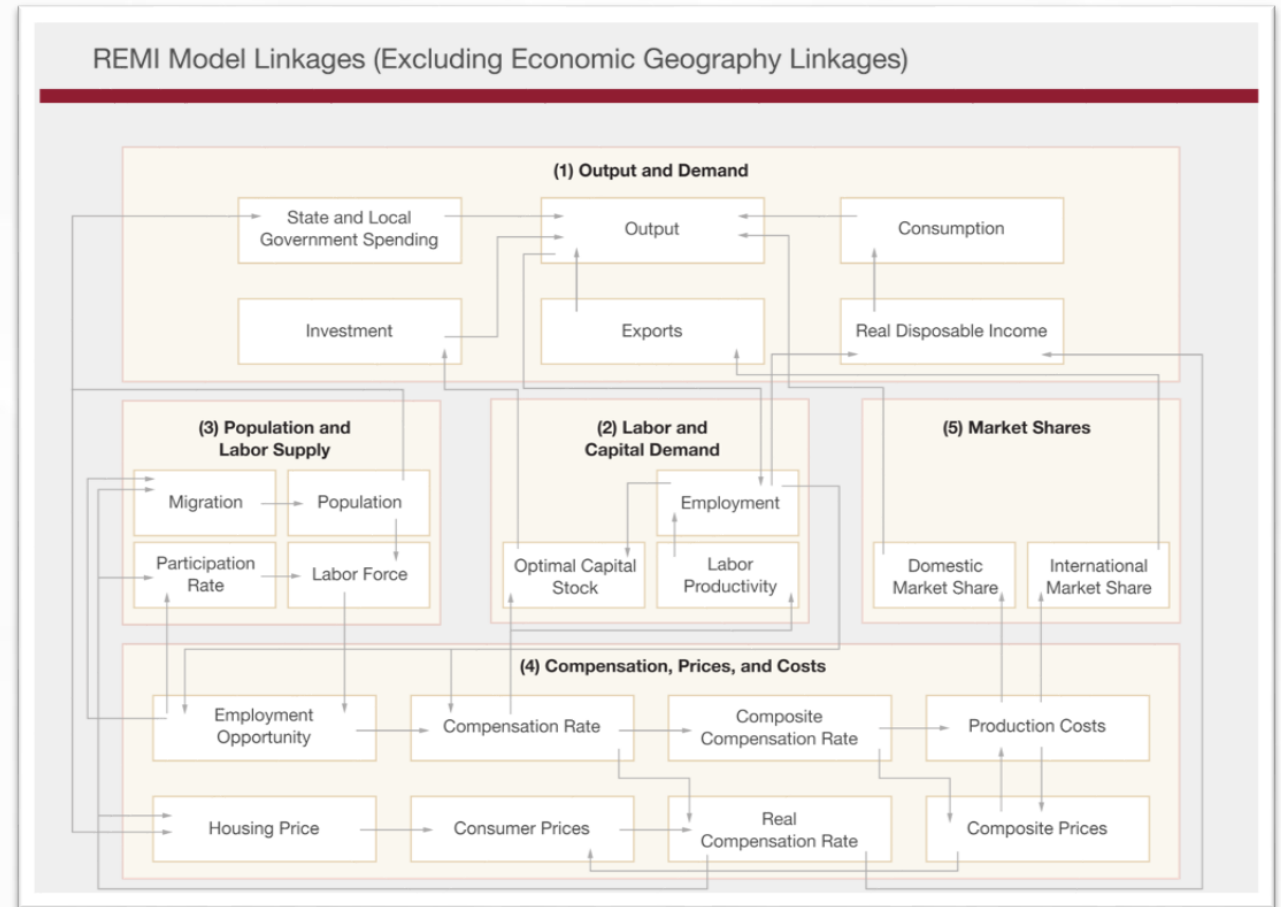 REMI Model Linkages (Excluding Economic Geography Linkages)
(1) Output and Demand
State and Local
Government Spending
Output
Consumption
Investment
Exports
Real Disposable Income
(3) Population and
Labor Supply
Migration
Population
Participation
Rate
Labor Force
(2) Labor and
Capital Demand
Employment
Optimal Capital
Stock
Labor
Productivity
(5) Market Shares
Domestic
Market Share
International
Market Share
(4) Compensation, Prices, and Costs
Employment
Opportunity
Compensation Rate
Composite
Compensation Rate
Production Costs
Housing Price
Consumer Prices
Real
Compensation Rate
Composite Prices